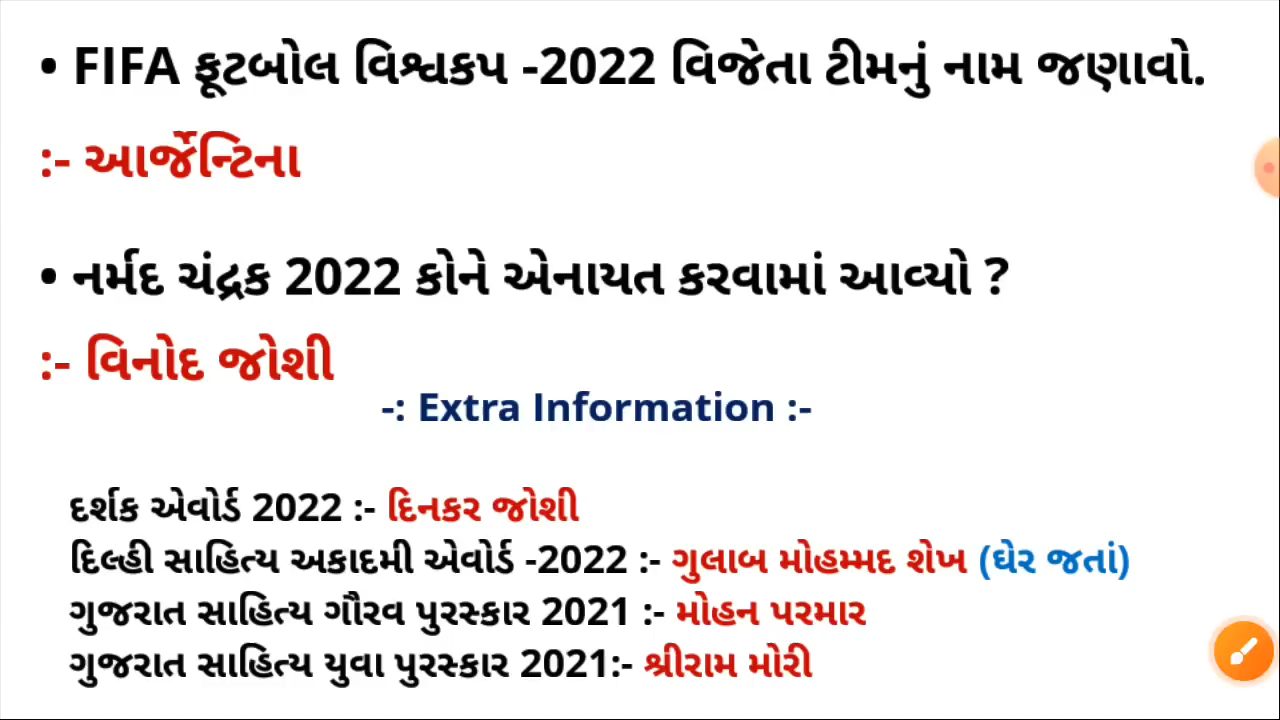 • FIFA ફૂટબોલ વિશ્વકપ -2022 વિજેતા ટીમનું નામ જણાવો.
:- આર્જેન્ટિના
• નર્મદ ચંદ્રક 2022 કોને એનાયત કરવામાં આવ્યો ?
:- વિનોદ જોશી
-: Extra Information :-
દર્શક એવોર્ડ 2022 :- દિનકર જોશી
દિલ્હી સાહિત્ય અકાદમી એવોર્ડ -2022 :- ગુલાબ મોહમ્મદ શેખ (ઘેર જતાં)
ગુજરાત સાહિત્ય ગૌરવ પુરસ્કાર 2021 :- મોહન પરમાર
ગુજરાત સાહિત્ય યુવા પુરસ્કાર 2021:- શ્રીરામ મોરી